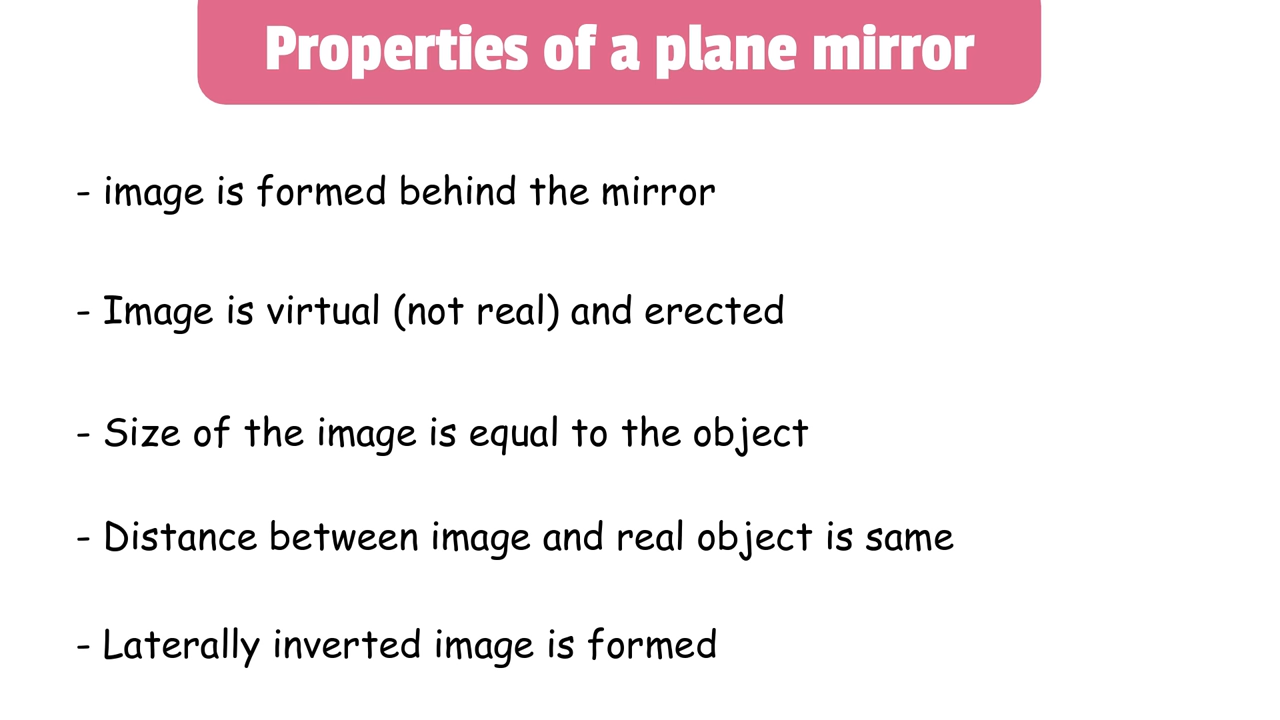 Properties of a plane mirror
- image is formed behind the mirror
- Image is virtual (not real) and erected
- Size of the image is equal to the object
- Distance between image and real object is same
- Laterally inverted image is formed